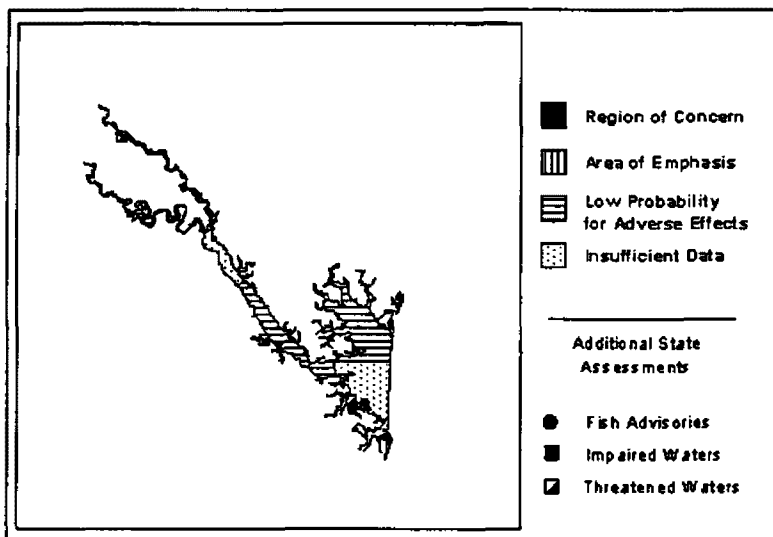 Region of Concern
Area of Emphasis
Low Probability
for Adverse Effects
Insufficient Data
Additional State
Assessments
Fish Advisories
Impaired Waters
Threatened Waters